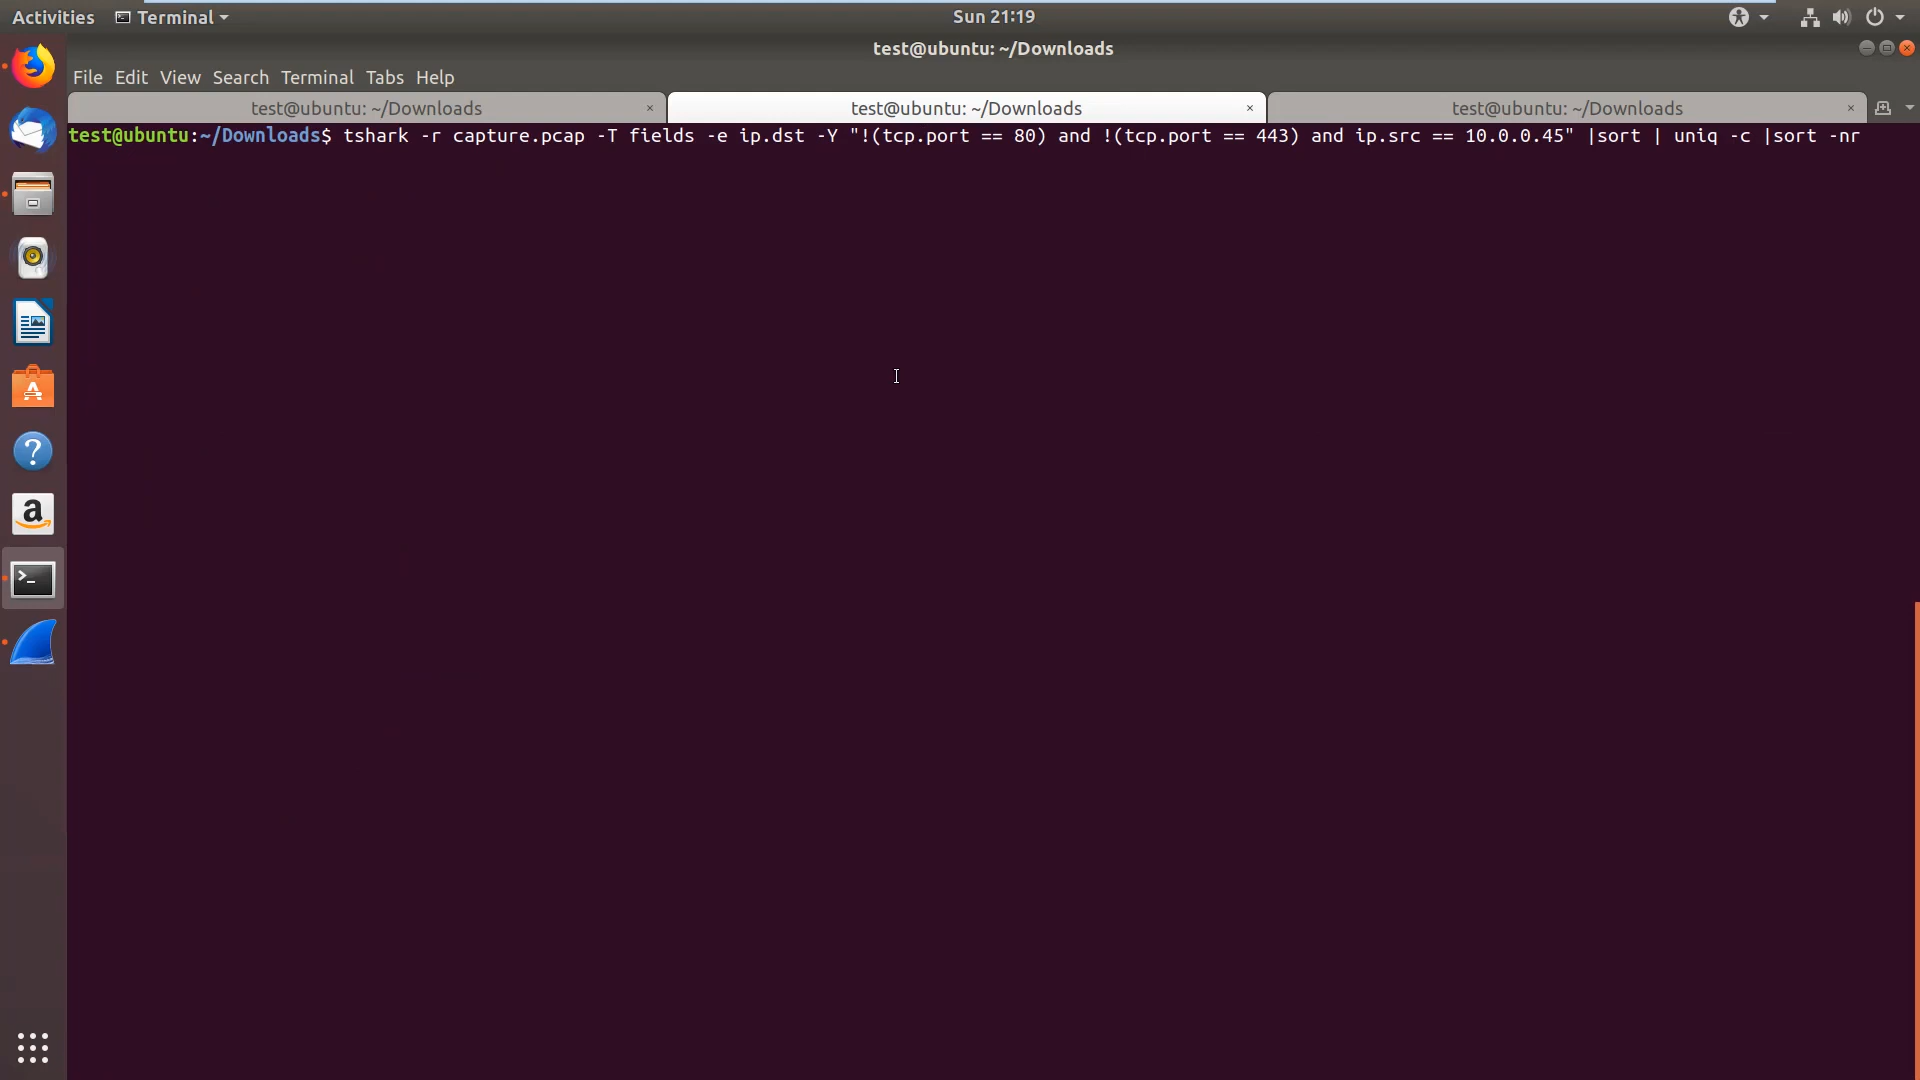 Activities Terminal Sun 21:19
test@ubuntu: ~/Downloads
File Edit View Search Terminal Tabs Help
test@ubuntu: ~/Downloads × test@ubuntu: ~/Downloads × test@ubuntu: ~/Downloads ×
test@ubuntu:~/Downloads$ tshark -r capture.pcap -T fields -e ip.dst -Y "!(tcp.port == 80) and !(tcp.port == 443) and ip.src == 10.0.0.45" |sort | uniq -c |sort -nr